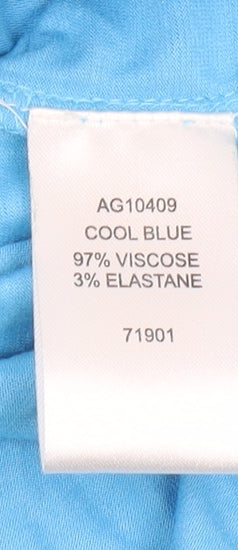 AG10409
COOL BLUE
97% VISCOSE
3% ELASTANE
71901